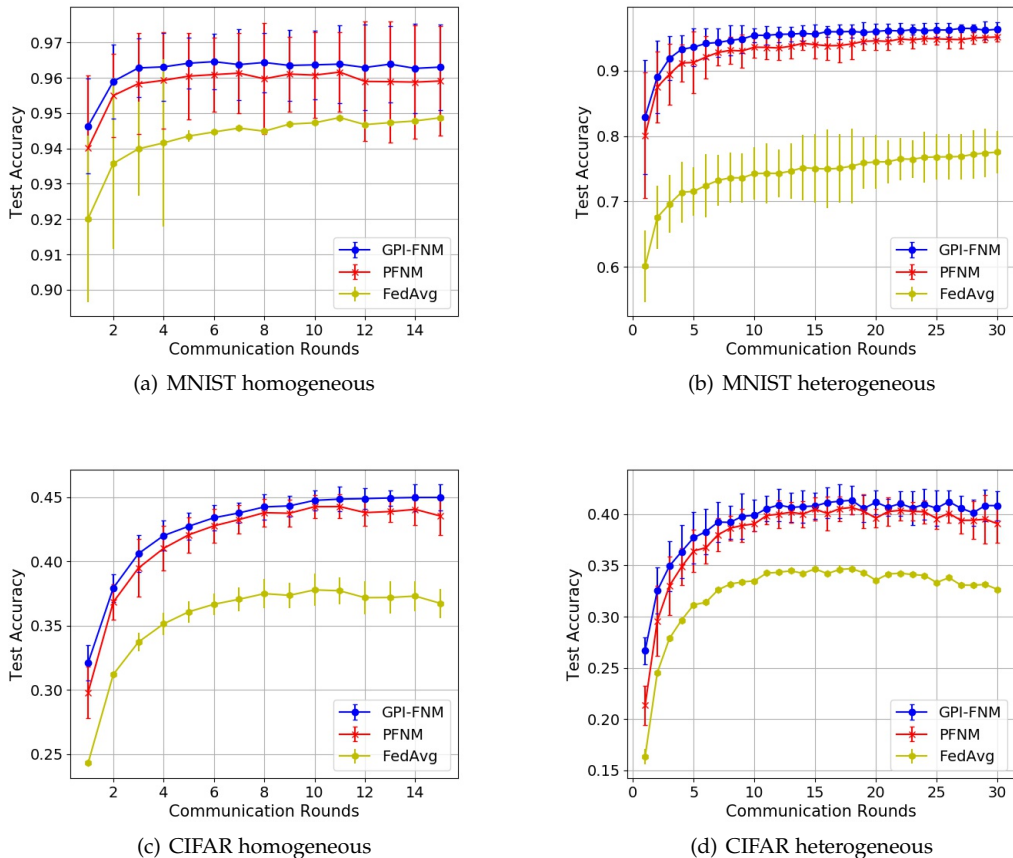 0.97
0.96
0.95
0.94
0.93
0.92
0.91
0.90
Test Accuracy
GPI-FNM
PFNM
FedAvg
2 4 6 8 10 12 14
Communication Rounds
(a) MNIST homogeneous
0.9
0.8
0.7
0.6
Test Accuracy
GPI-FNM
PFNM
FedAvg
0 5 10 15 20 25 30
Communication Rounds
(b) MNIST heterogeneous
0.45
0.40
0.35
0.30
0.25
Test Accuracy
GPI-FNM
PFNM
FedAvg
2 4 6 8 10 12 14
Communication Rounds
(c) CIFAR homogeneous
0.40
0.35
0.30
0.25
0.20
0.15
Test Accuracy
GPI-FNM
PFNM
FedAvg
0 5 10 15 20 25 30
Communication Rounds
(d) CIFAR heterogeneous